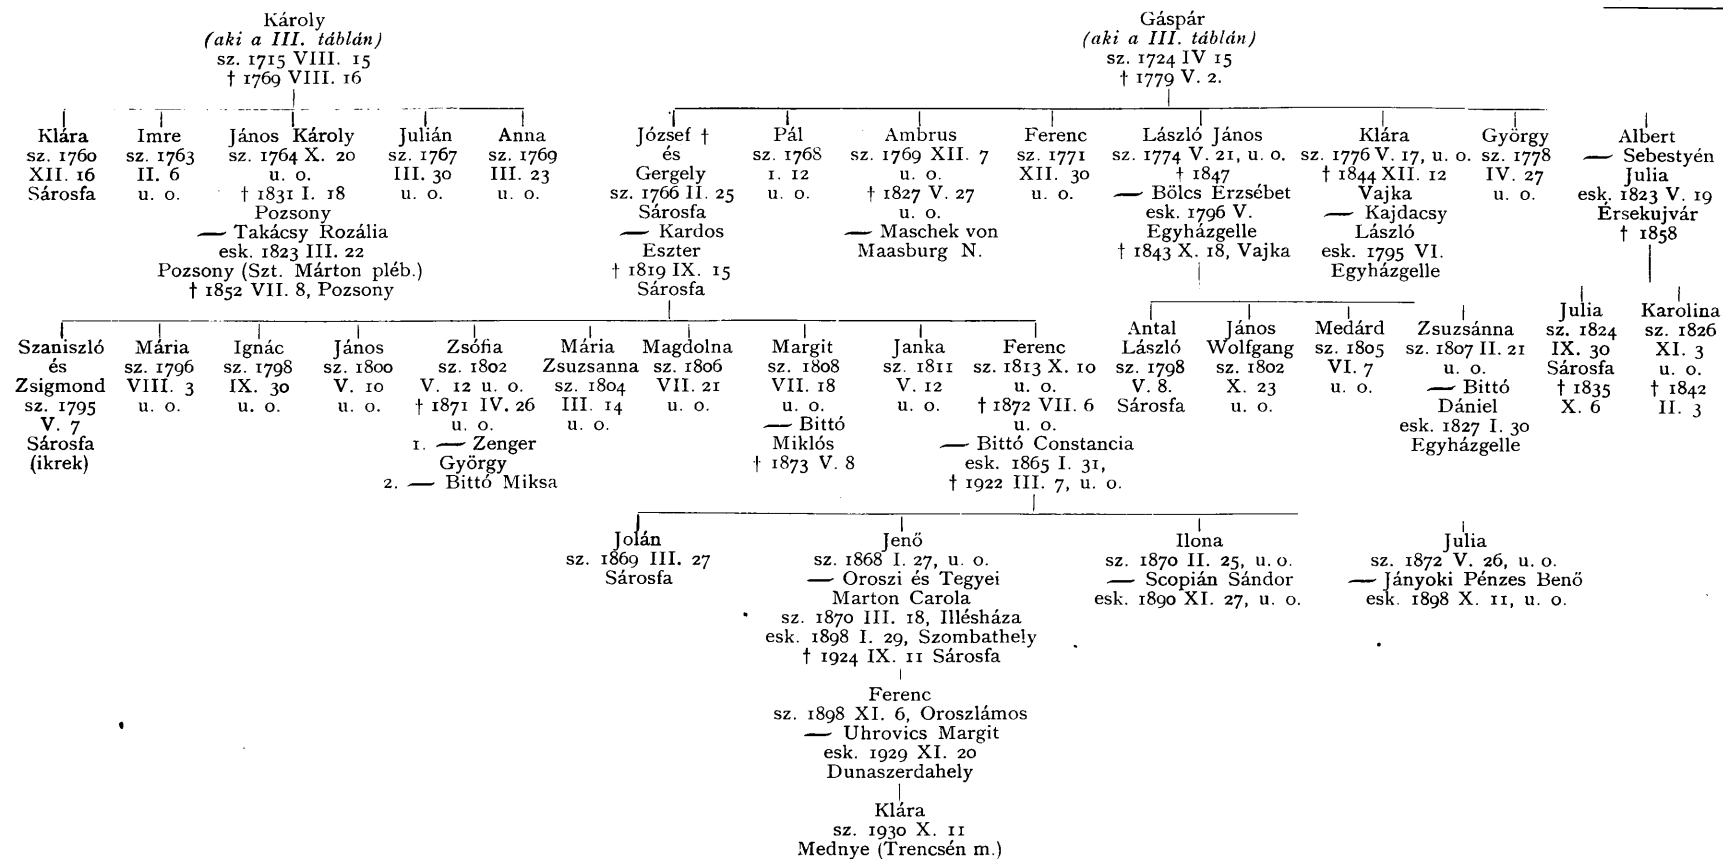 Károly
(aki a III. táblán)
sz. 1715 VIII. 15
† 1769 VIII. 16
Gáspár
(aki a III. táblán)
sz. 1724 IV 15
† 1779 V. 2.
Klára
sz. 1760
XII. 16
Sárosfa
Imre
sz. 1763
II. 6
u. o.
János Károly
sz. 1764 X. 20
u. o.
† 1831 I. 18
Pozsony
— Takácsy Rozália
esk. 1823 III. 22
Pozsony (Szt. Márton pléb.)
† 1852 VII. 8, Pozsony
Julián
sz. 1767
III. 30
u. o.
Anna
sz. 1769
III. 23
u. o.
József †
és
Gergely
sz. 1766 II. 25
Sárosfa
— Kardos
Eszter
† 1819 IX. 15
Sárosfa
Pál
sz. 1768
I. 12
u. o.
Ambrus
sz. 1769 XII. 7
u. o.
† 1827 V. 27
u. o.
— Maschek von
Maasburg N.
Ferenc
sz. 1771
XII. 30
u. o.
László János
sz. 1774 V. 21, u. o.
† 1847
— Bölcs Erzsébet
esk. 1796 V.
Egyházgelle
† 1843 X. 18, Vajka
Klára
sz. 1776 V. 17, u. o.
† 1844 XII. 12
Vajka
— Kajdacsy
László
esk. 1795 VI.
Egyházgelle
György
sz. 1778
IV. 27
u. o.
Albert
— Sebestyén
Julia
esk. 1823 V. 19
Érsekujvár
† 1858
Szaniszló
és
Zsigmond
sz. 1795
V. 7
Sárosfa
(ikrek)
Mária
sz. 1796
VIII. 3
u. o.
Ignác
sz. 1798
IX. 30
u. o.
János
sz. 1800
V. 10
u. o.
Zsófia
sz. 1802
V. 12 u. o.
† 1871 IV. 26
u. o.
1. — Zenger
György
2. — Bittó Miksa
Mária
Zsuzsanna
sz. 1804
III. 14
u. o.
Magdolna
sz. 1806
VII. 21
u. o.
Margit
sz. 1808
VII. 18
u. o.
— Bittó
Miklós
† 1873 V. 8
Janka
sz. 1811
V. 12
u. o.
Ferenc
sz. 1813 X. 10
u. o.
† 1872 VII. 6
u. o.
— Bittó Constancia
esk. 1865 I. 31,
† 1922 III. 7, u. o.
Antal
László
sz. 1798
V. 8.
Sárosfa
János
Wolfgang
sz. 1802
X. 23
u. o.
Medárd
sz. 1805
VI. 7
u. o.
Zsuzsánna
sz. 1807 II. 21
u. o.
— Bittó
Dániel
esk. 1827 I. 30
Egyházgelle
Julia
sz. 1824
IX. 30
Sárosfa
† 1835
X. 6
Karolina
sz. 1826
XI. 3
u. o.
† 1842
II. 3
Jolán
sz. 1869 III. 27
Sárosfa
Jenő
sz. 1868 I. 27, u. o.
— Oroszi és Tegyei
Marton Carola
sz. 1870 III. 18, Illésháza
esk. 1898 I. 29, Szombathely
† 1924 IX. 11 Sárosfa
Ilona
sz. 1870 II. 25, u. o.
— Scopián Sándor
esk. 1890 XI. 27, u. o.
Julia
sz. 1872 V. 26, u. o.
— Jányoki Pénzes Benő
esk. 1898 X. 11, u. o.
Ferenc
sz. 1898 XI. 6, Oroszlámos
— Uhrovics Margit
esk. 1929 XI. 20
Dunaszerdahely
Klára
sz. 1930 X. 11
Mednye (Trencsén m.)